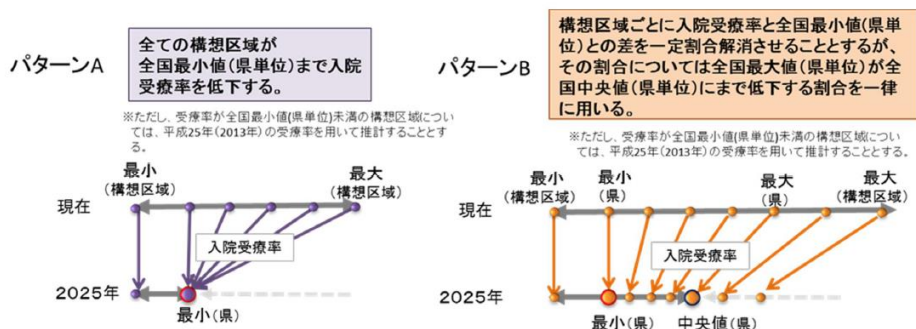 パターンA
全ての構想区域が
全国最小値(県単位)まで入院
受療率を低下する。
※ただし、受療率が全国最小値(県単位)未満の構想区域につい
ては、平成25年(2013年)の受療率を用いて推計することとす
る。
最小
(構想区域)
最大
(構想区域)
現在
入院受療率
2025年
最小(県)
パターンB
構想区域ごとに入院受療率と全国最小値(県単
位)との差を一定割合解消させることとするが、
その割合については全国最大値(県単位)が全
国中央値(県単位)にまで低下する割合を一律
に用いる。
※ただし、受療率が全国最小値(県単位)未満の構想区域につい
ては、平成25年(2013年)の受療率を用いて推計することとする。
最小
(構想区域)
最小
(県)
最大
(県)
最大
(構想区域)
現在
入院受療率
2025年
最小(県)
中央値(県)